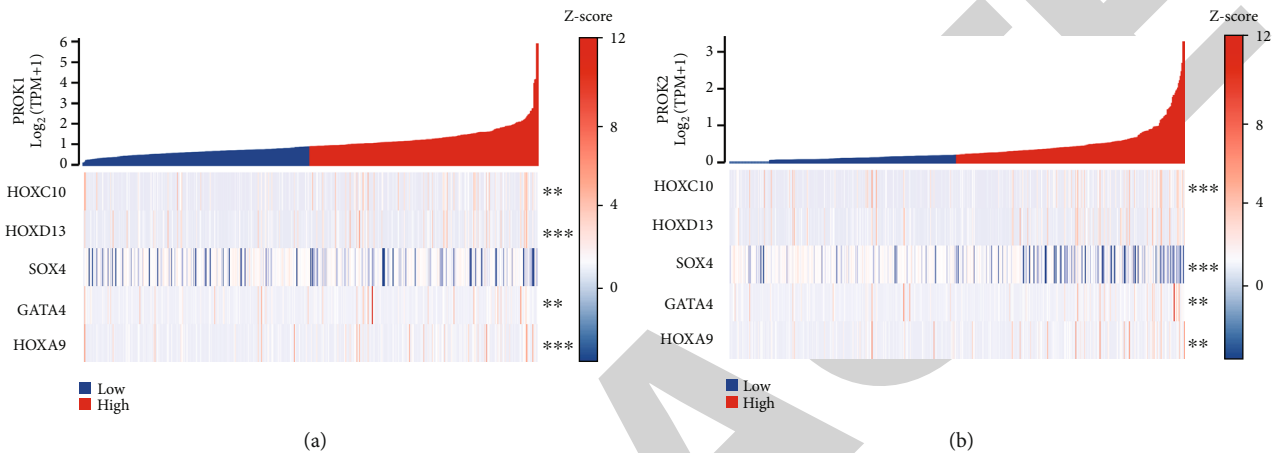 Z-score
PROK1
Log₂ (TPM+1)
6
5
4
3
2
1
0
12
8
4
0
HOXC10 **
HOXD13 ***
SOX4
GATA4 **
HOXA9 ***
Low
High
(a)
Z-score
PROK2
Log₂ (TPM+1)
3
2
1
0
12
8
4
0
HOXC10 ***
HOXD13
SOX4 ***
GATA4 **
HOXA9 **
Low
High
(b)